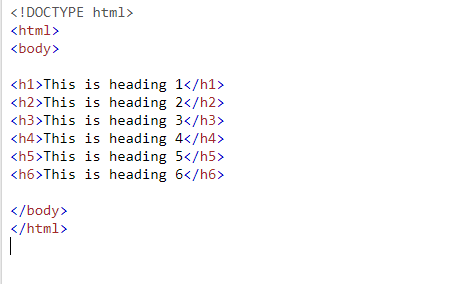 <!DOCTYPE html>
<html>
<body>
<h1>This is heading 1</h1>
<h2>This is heading 2</h2>
<h3>This is heading 3</h3>
<h4>This is heading 4</h4>
<h5>This is heading 5</h5>
<h6>This is heading 6</h6>
</body>
</html>